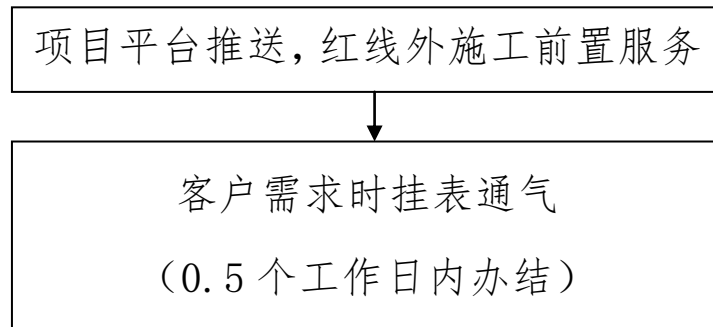 项目平台推送,红线外施工前置服务
客户需求时挂表通气
（0.5个工作日内办结）